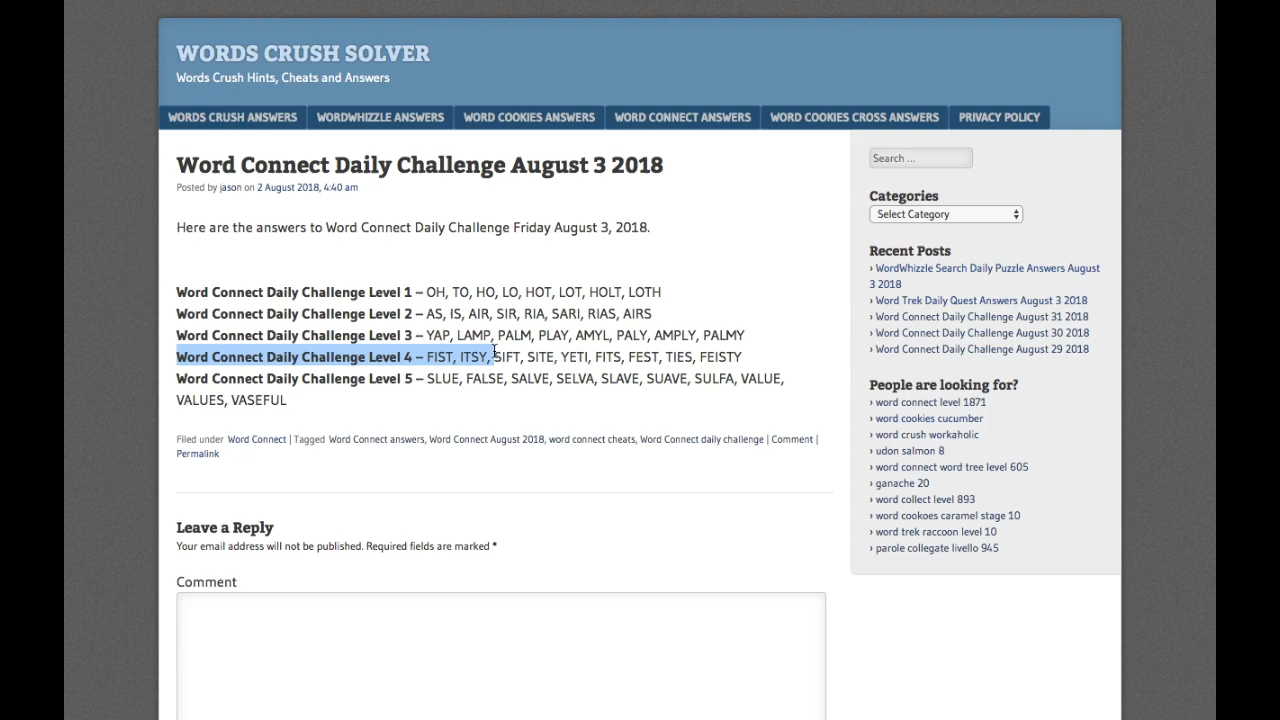 WORDS CRUSH SOLVER
Words Crush Hints, Cheats and Answers
WORDS CRUSH ANSWERS WORDWHIZZLE ANSWERS WORD COOKIES ANSWERS WORD CONNECT ANSWERS WORD COOKIES CROSS ANSWERS PRIVACY POLICY
Word Connect Daily Challenge August 3 2018
Posted by jason on 2 August 2018, 4:40 am
Here are the answers to Word Connect Daily Challenge Friday August 3, 2018.
Word Connect Daily Challenge Level 1 – OH, TO, HO, LO, HOT, LOT, HOLT, LOTH
Word Connect Daily Challenge Level 2 – AS, IS, AIR, SIR, RIA, SARI, RIAS, AIRS
Word Connect Daily Challenge Level 3 – YAP, LAMP, PALM, PLAY, AMYL, PALY, AMPLY, PALMY
Word Connect Daily Challenge Level 4 – FIST, ITSY, SIFT, SITE, YETI, FITS, FEST, TIES, FEISTY
Word Connect Daily Challenge Level 5 – SLUE, FALSE, SALVE, SELVA, SLAVE, SUAVE, SULFA, VALUE,
VALUES, VASEFUL
Filed under Word Connect | Tagged Word Connect answers, Word Connect August 2018, word connect cheats, Word Connect daily challenge | Comment |
Permalink
Leave a Reply
Your email address will not be published. Required fields are marked *
Comment
Search ...
Categories
Select Category
Recent Posts
› WordWhizzle Search Daily Puzzle Answers August
3 2018
› Word Trek Daily Quest Answers August 3 2018
› Word Connect Daily Challenge August 31 2018
› Word Connect Daily Challenge August 30 2018
› Word Connect Daily Challenge August 29 2018
People are looking for?
› word connect level 1871
› word cookies cucumber
› word crush workaholic
› udon salmon 8
› word connect word tree level 605
› ganache 20
› word collect level 893
› word cookoes caramel stage 10
› word trek raccoon level 10
› parole collegate livello 945